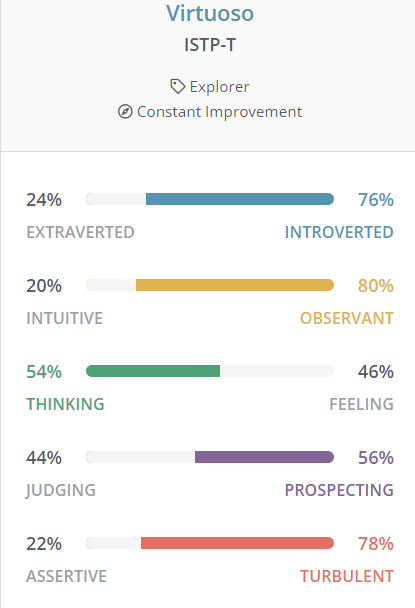 Virtuoso
ISTP-T
Explorer
Constant Improvement
24% 76%
EXTRAVERTED INTROVERTED
20% 80%
INTUITIVE OBSERVANT
54% 46%
THINKING FEELING
44% 56%
JUDGING PROSPECTING
22% 78%
ASSERTIVE TURBULENT